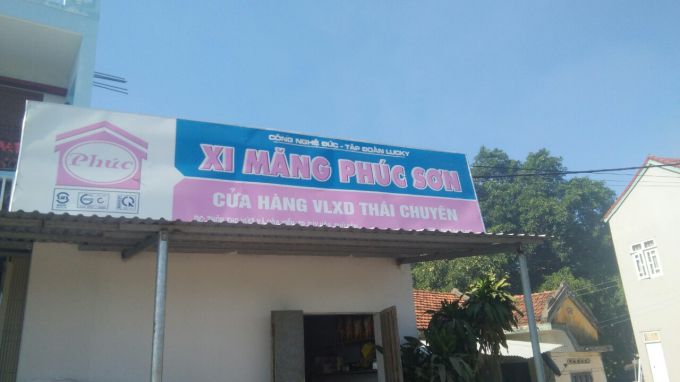 CÔNG NGHỆ ĐỨC - TẬP ĐOÀN LUCKY
XI MĂNG PHÚC SƠN
CỬA HÀNG VLXD THÁI CHUYÊN
Phúc